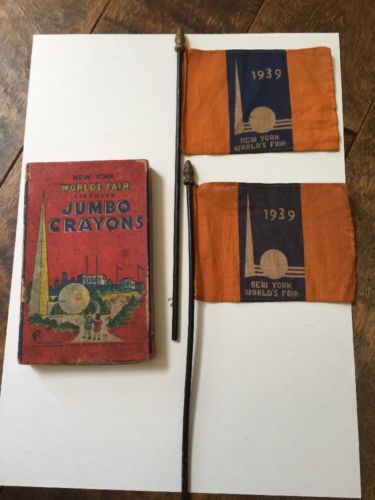 NEW YORK
WORLD'S FAIR
LICENSED
JUMBO
CRAYONS
1939
NEW YORK
WORLD'S FAIR
1939
NEW YORK
WORLD'S FAIR